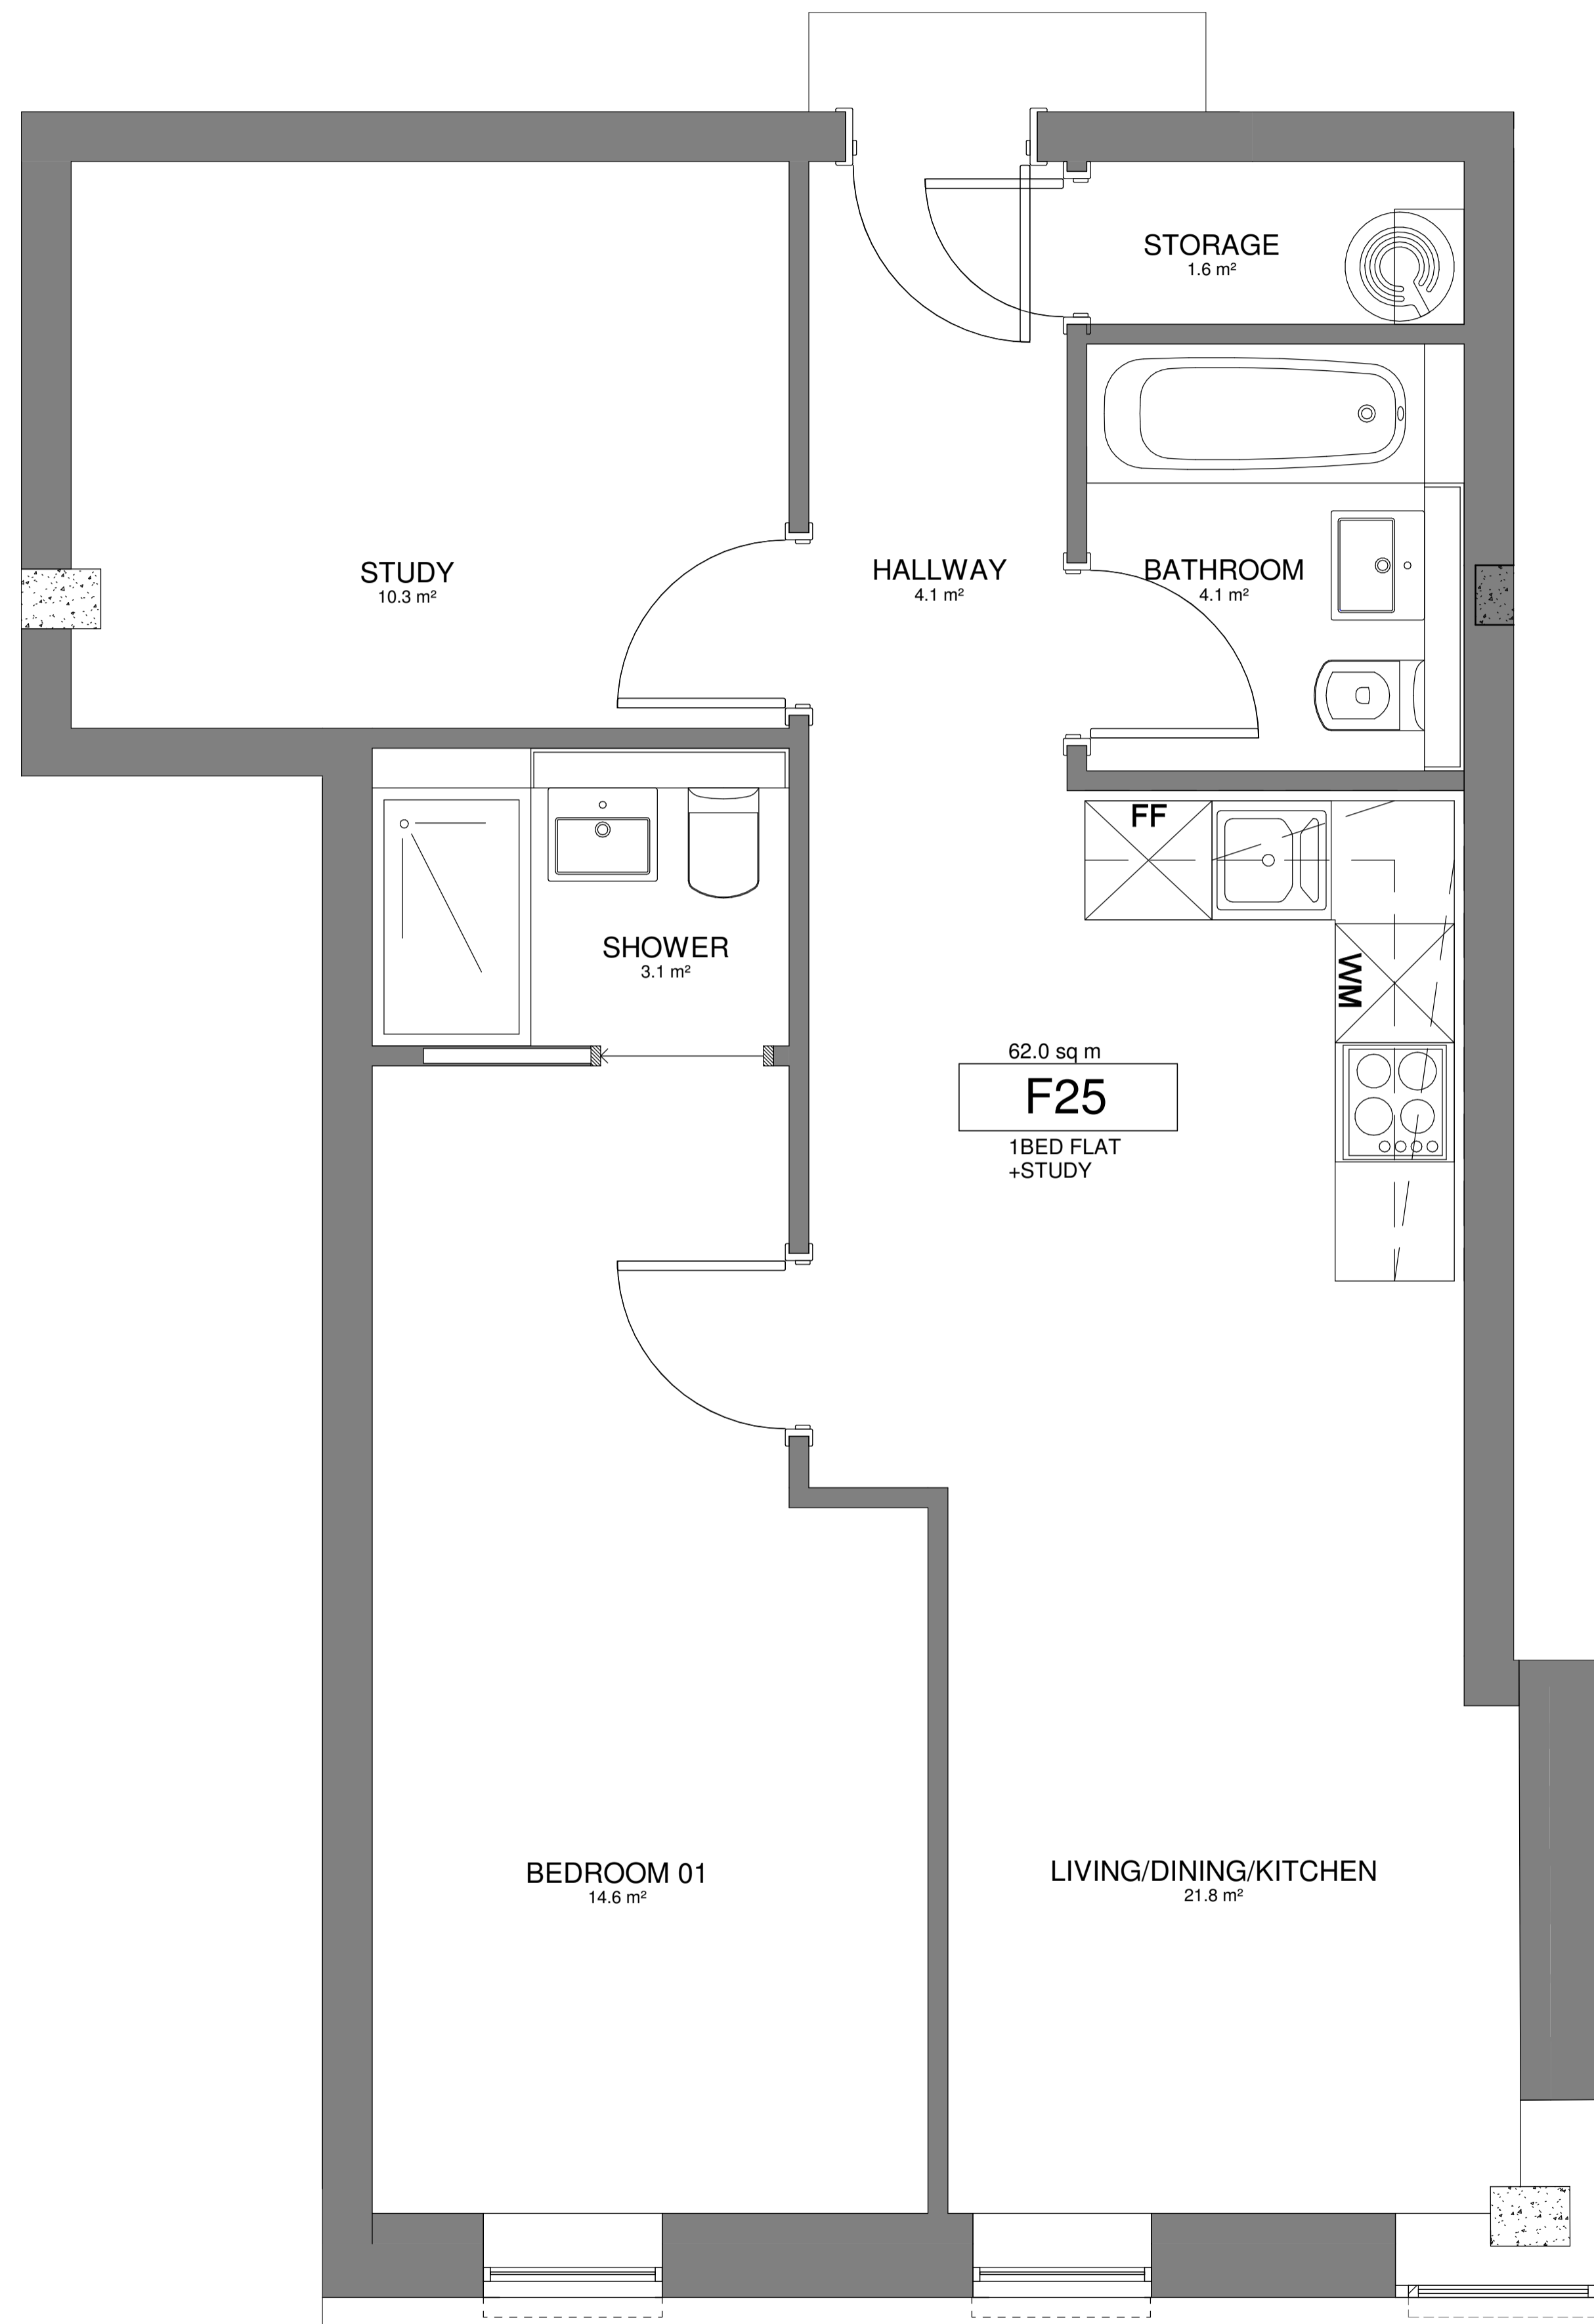 STORAGE
1.6 m²
STUDY
10.3 m²
HALLWAY
4.1 m²
BATHROOM
4.1 m²
FF
SHOWER
3.1 m²
WM
62.0 sq m
F25
1BED FLAT
+STUDY
BEDROOM 01
14.6 m²
LIVING/DINING/KITCHEN
21.8 m²